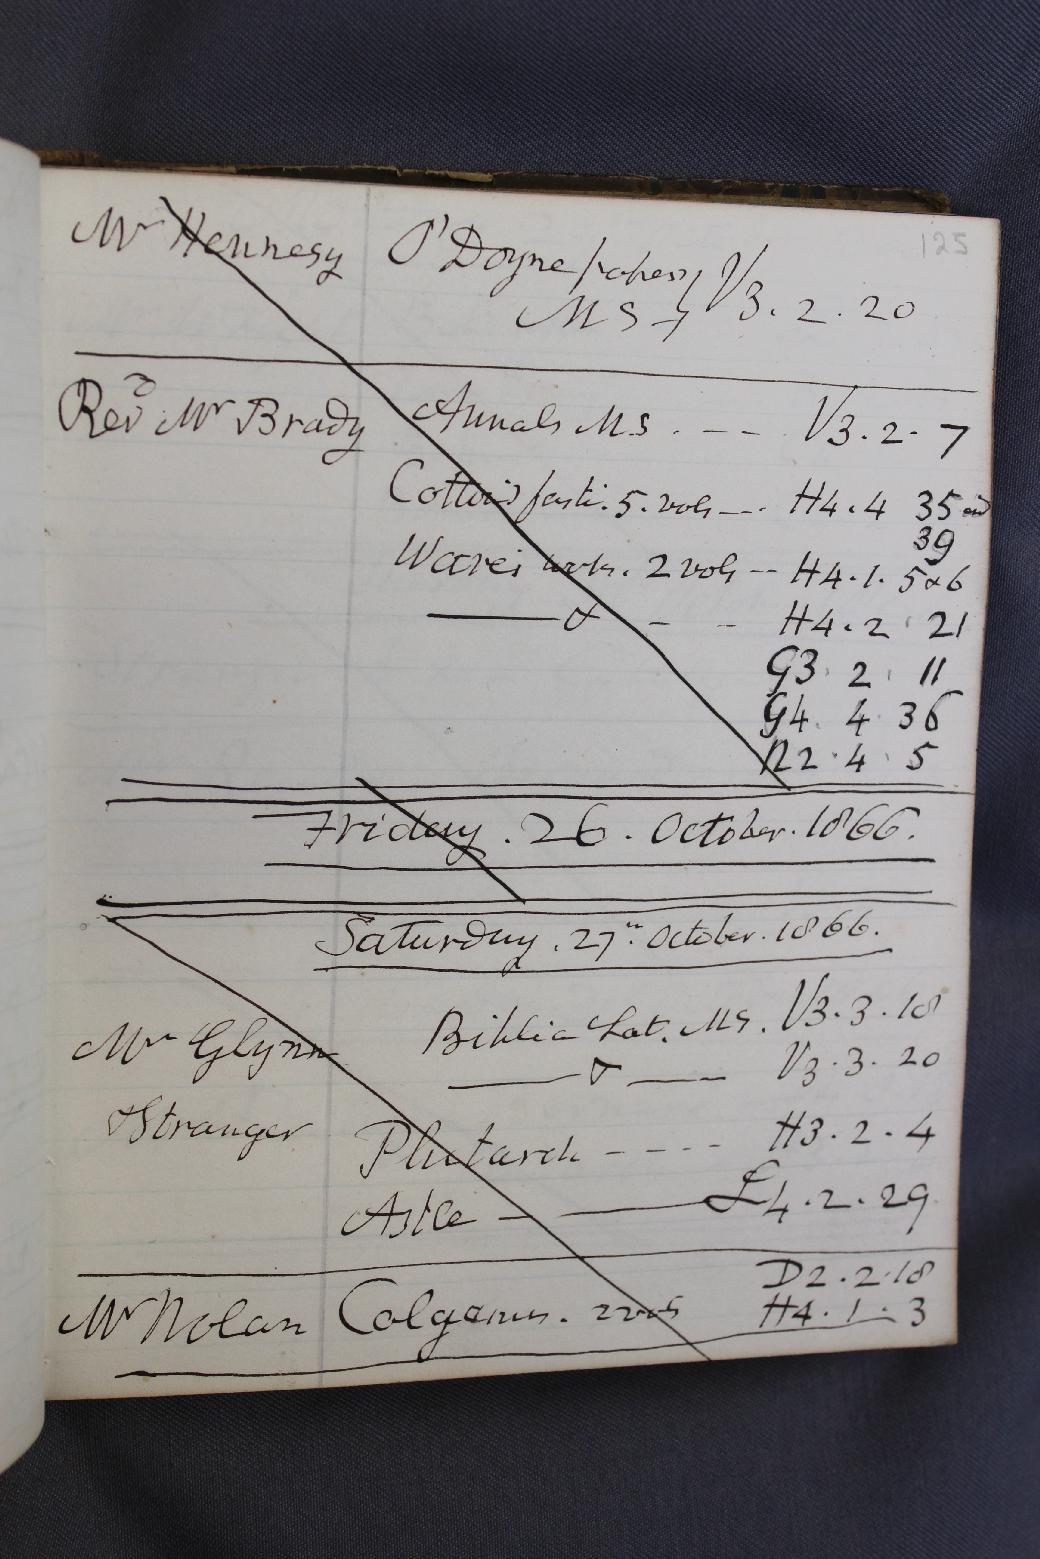 125
Mr Hennesy O'Doyne papers V3.2.20
MS
Revd Mr Brady Annals MS. - - - V3.2.7
Cotton's fasti. 5. vols - . H4.4 35 and
39
Wares works. 2 vols -- H4.1. 5 & 6
——— & - - H4.2 21
G3 2 11
G4. 4 36
R2.4.5
Friday. 26. October. 1866.
Saturday. 27th. October. 1866.
Mr Glynn Biblia Lat. MS. V3.3.18
——— & ——— V3.3.20
& Stranger
Plutarch - - - - H3.2.4
Astle — ——— L4.2.29
D2.2.18
Mr Nolan Colganus. 2 vols H4.1.3